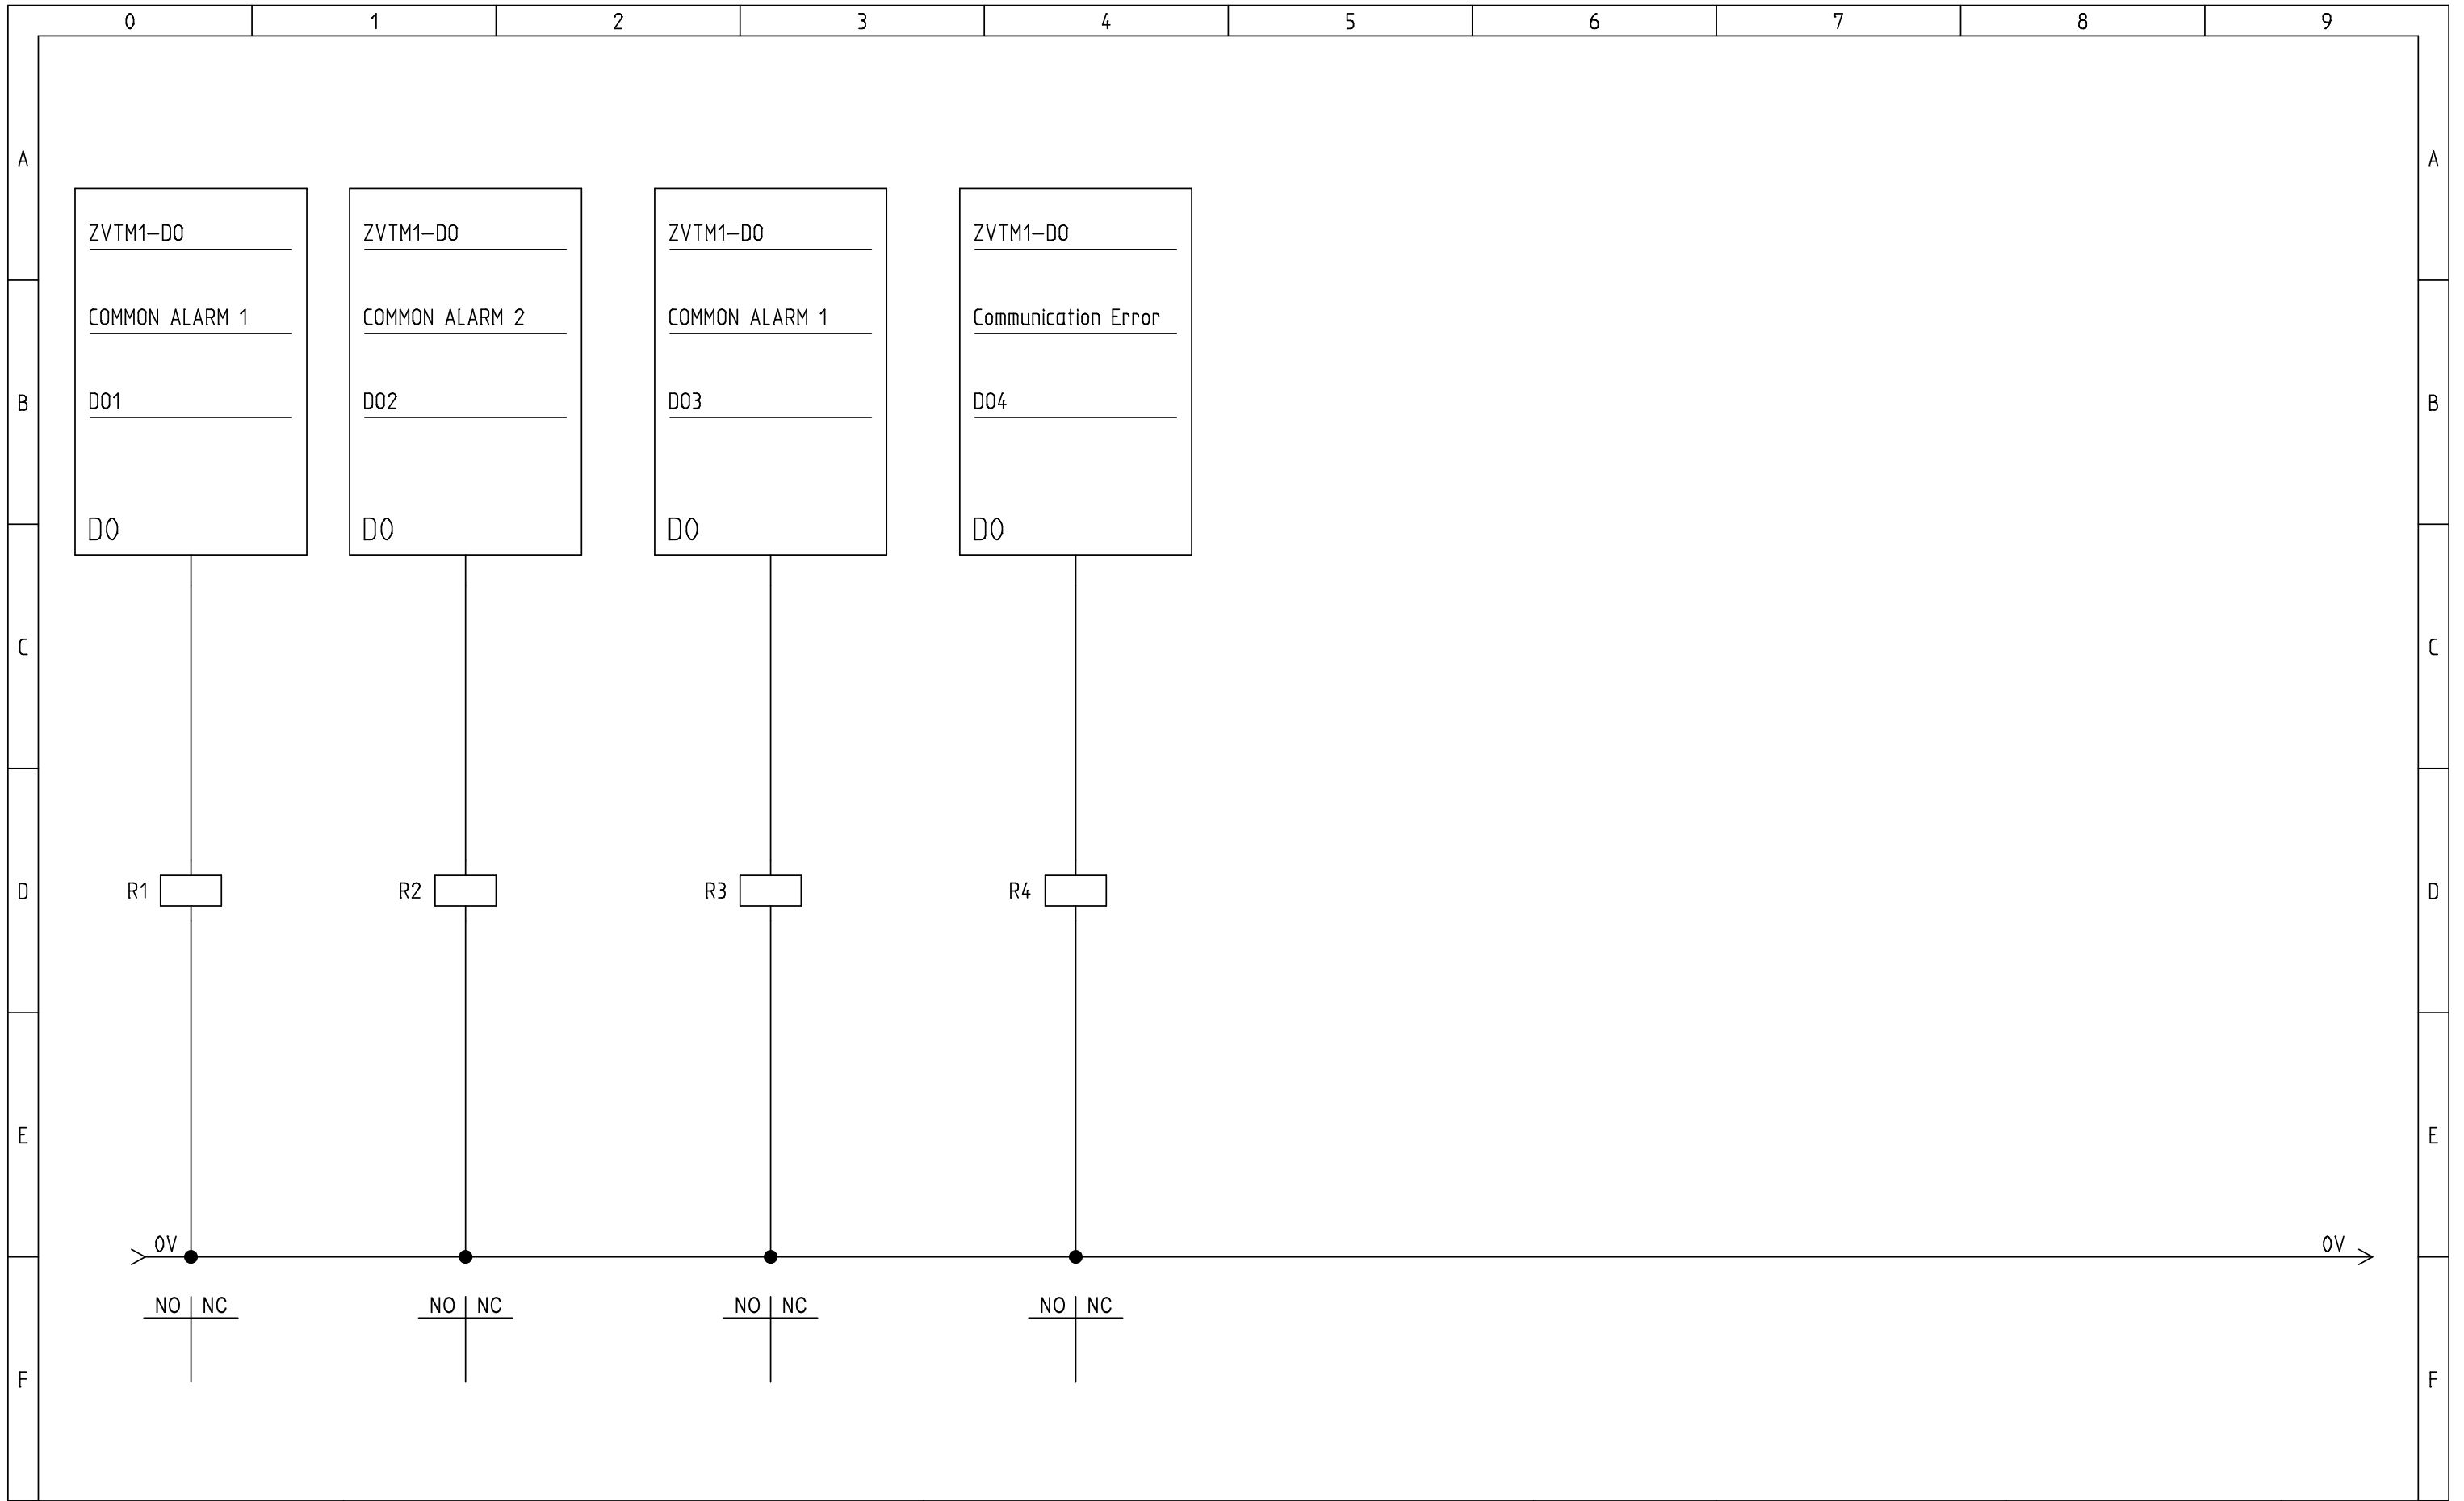 0 1 2 3 4 5 6 7 8 9
A A
ZVTM1-DO ZVTM1-DO ZVTM1-DO ZVTM1-DO
COMMON ALARM 1 COMMON ALARM 2 COMMON ALARM 1 Communication Error
B B
DO1 DO2 DO3 DO4
DO DO DO DO
C C
D R1 R2 R3 R4 D
E E
0V 0V
NO NC NO NC NO NC NO NC
F F